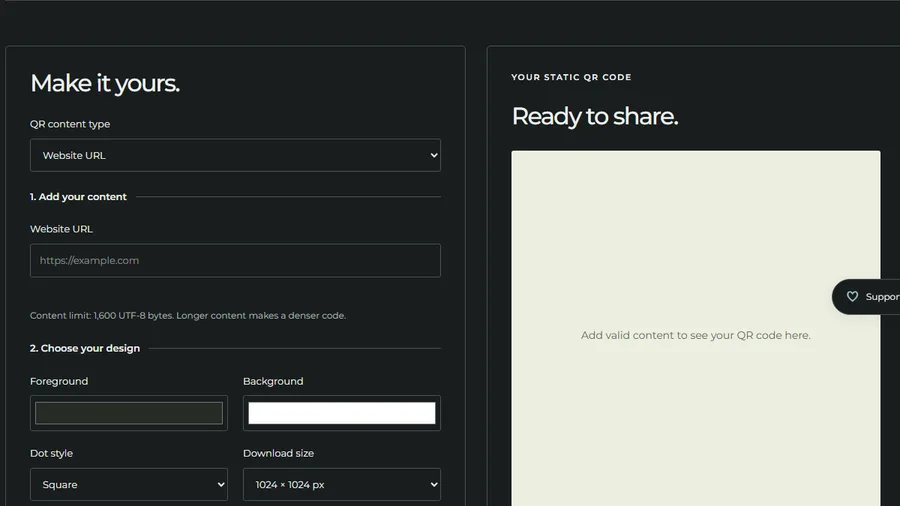 Make it yours.
QR content type
Website URL
1. Add your content
Website URL
https://example.com
Content limit: 1,600 UTF-8 bytes. Longer content makes a denser code.
2. Choose your design
Foreground
Background
Dot style
Download size
Square
1024 × 1024 px
YOUR STATIC QR CODE
Ready to share.
Add valid content to see your QR code here.